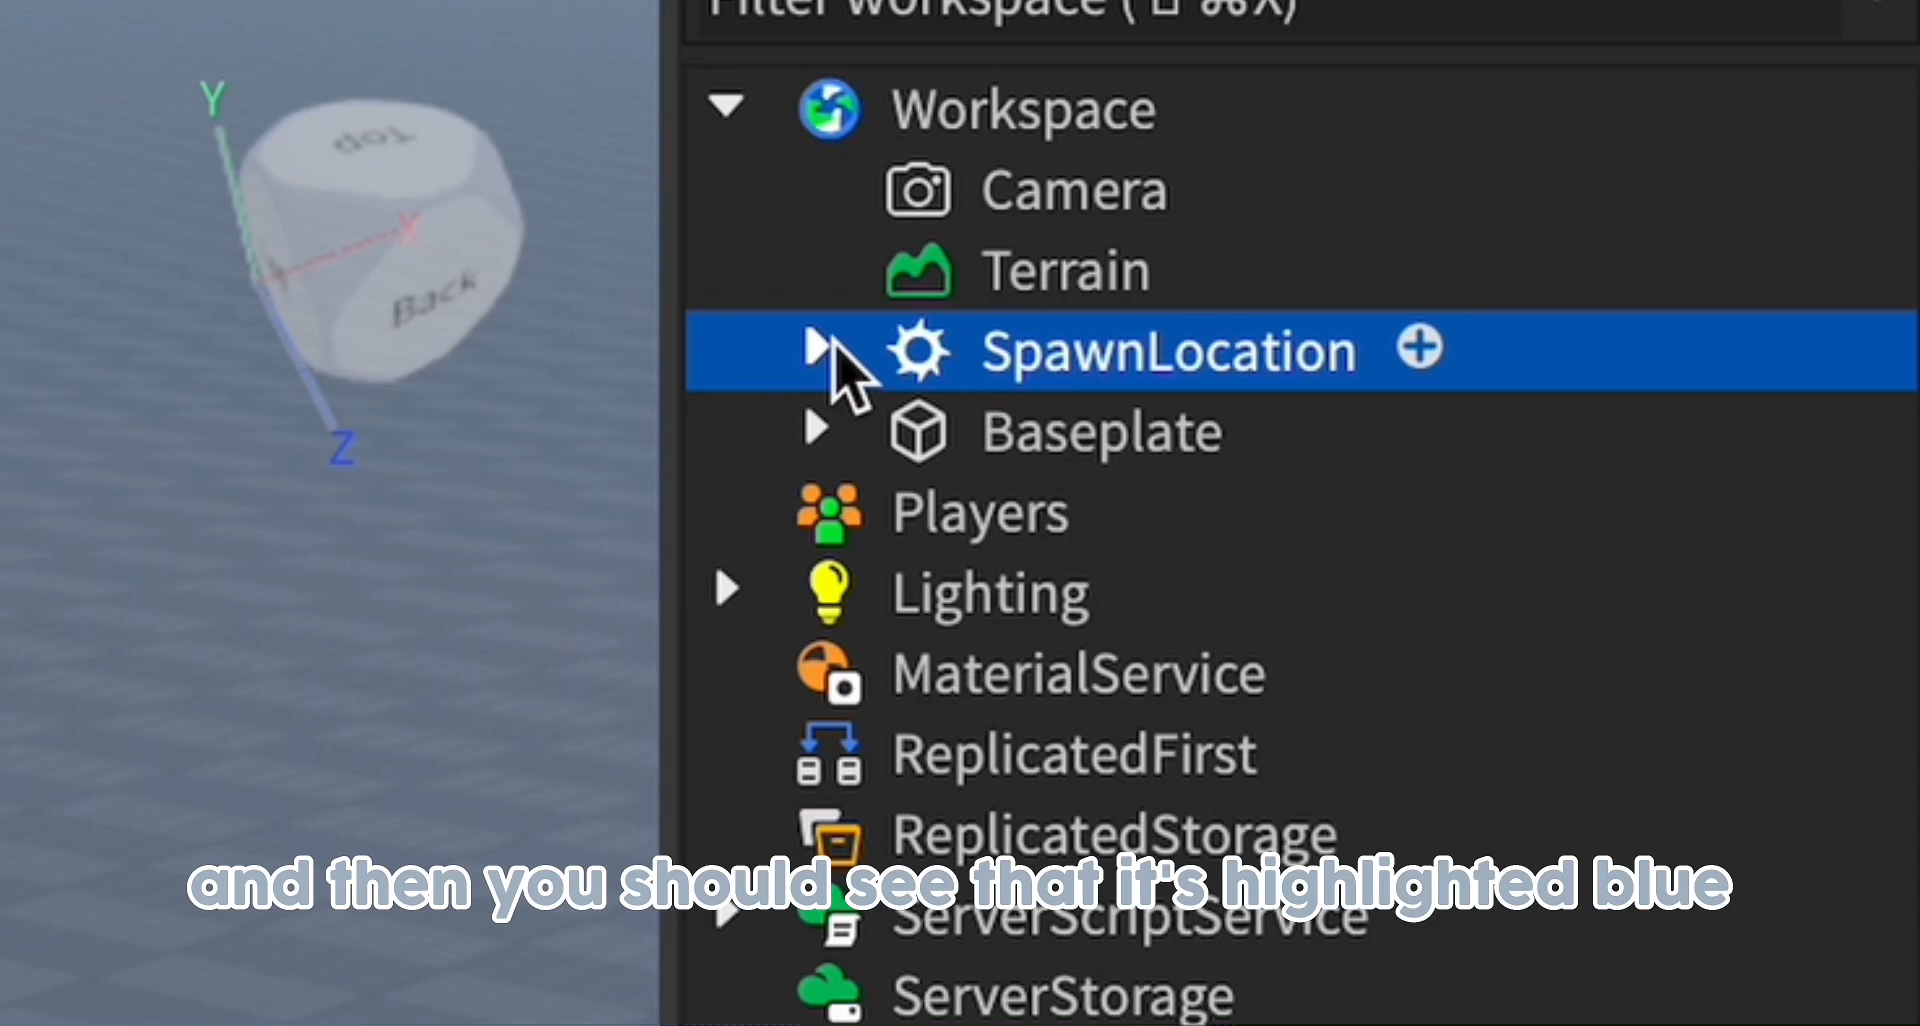 Filter workspace (⇧⌘X)
Y
Top
X
Back
Z
Workspace
Camera
Terrain
SpawnLocation
Baseplate
Players
Lighting
MaterialService
ReplicatedFirst
ReplicatedStorage
and then you should see that it's highlighted blue
ServerScriptService
ServerStorage